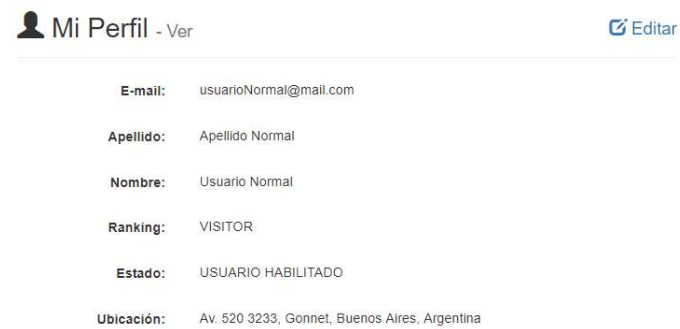 Mi Perfil - Ver
Editar
E-mail: usuarioNormal@mail.com
Apellido: Apellido Normal
Nombre: Usuario Normal
Ranking: VISITOR
Estado: USUARIO HABILITADO
Ubicación: Av. 520 3233, Gonnet, Buenos Aires, Argentina